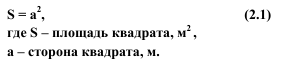 S = a², (2.1)
где S – площадь квадрата, м²,
а – сторона квадрата, м.